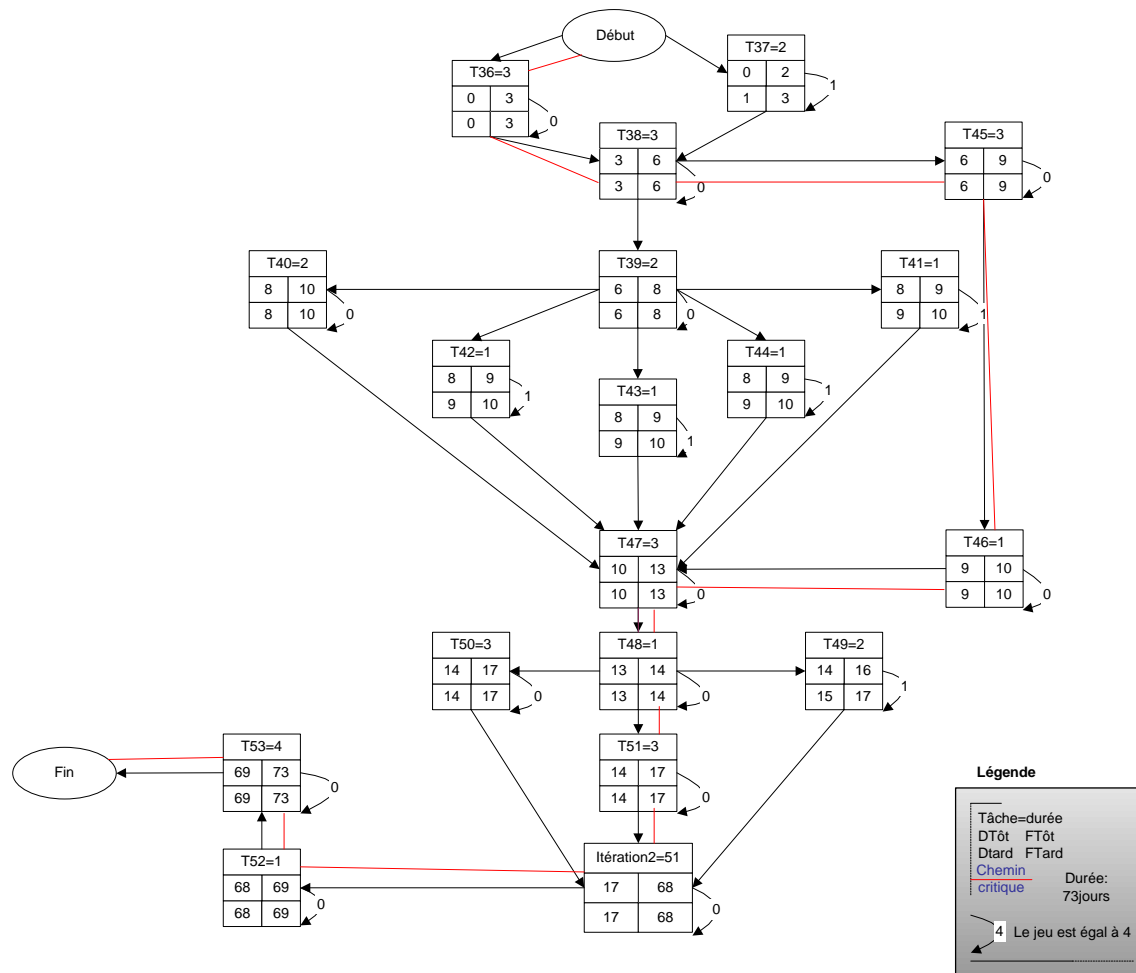 Début
T37=2
0 2
1 3
1
T36=3
0 3
0 3
0
T38=3
3 6
3 6
0
T45=3
6 9
6 9
0
T40=2
8 10
8 10
0
T39=2
6 8
6 8
0
T41=1
8 9
9 10
1
T42=1
8 9
9 10
1
T43=1
8 9
9 10
1
T44=1
8 9
9 10
1
T47=3
10 13
10 13
0
T46=1
9 10
9 10
0
T50=3
14 17
14 17
0
T48=1
13 14
13 14
0
T49=2
14 16
15 17
1
Fin
T53=4
69 73
69 73
0
T51=3
14 17
14 17
0
T52=1
68 69
68 69
0
Itération2=51
17 68
17 68
0
Légende
Tâche=durée
DTôt FTôt
Dtard FTard
Chemin
critique
Durée:
73jours
4 Le jeu est égal à 4